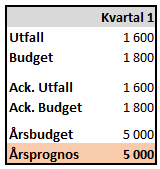 Kvartal 1
Utfall 1 600
Budget 1 800
Ack. Utfall 1 600
Ack. Budget 1 800
Årsbudget 5 000
Årsprognos 5 000